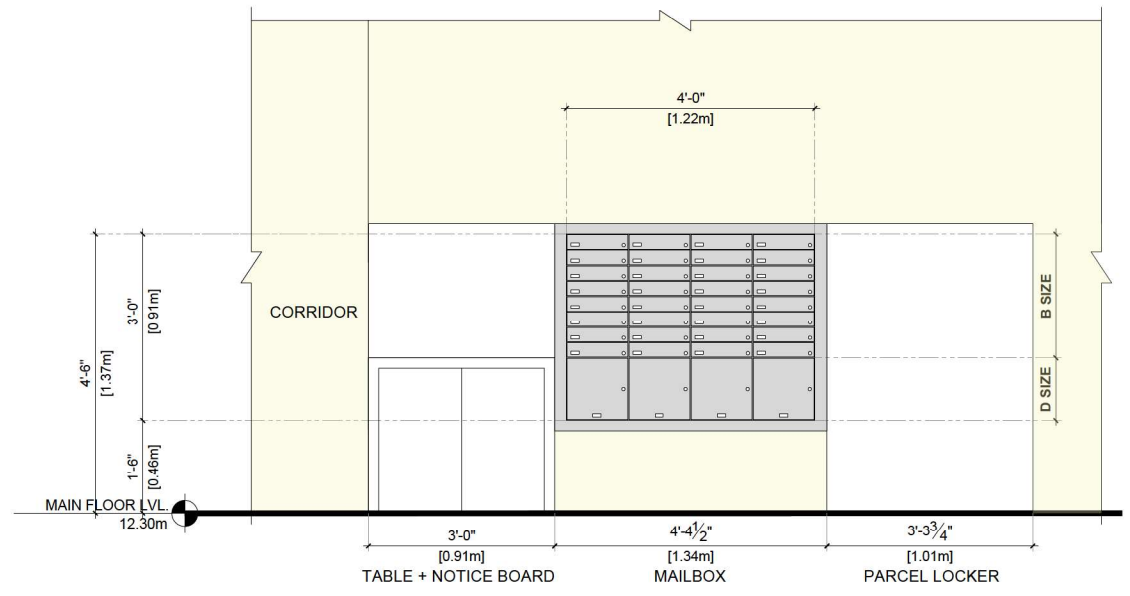 4'-0"
[1.22m]
3'-0"
[0.91m]
4'-6"
[1.37m]
1'-6"
[0.46m]
CORRIDOR
B SIZE
D SIZE
MAIN FLOOR LVL.
12.30m
3'-0"
[0.91m]
TABLE + NOTICE BOARD
4'-4½"
[1.34m]
MAILBOX
3'-3¾"
[1.01m]
PARCEL LOCKER